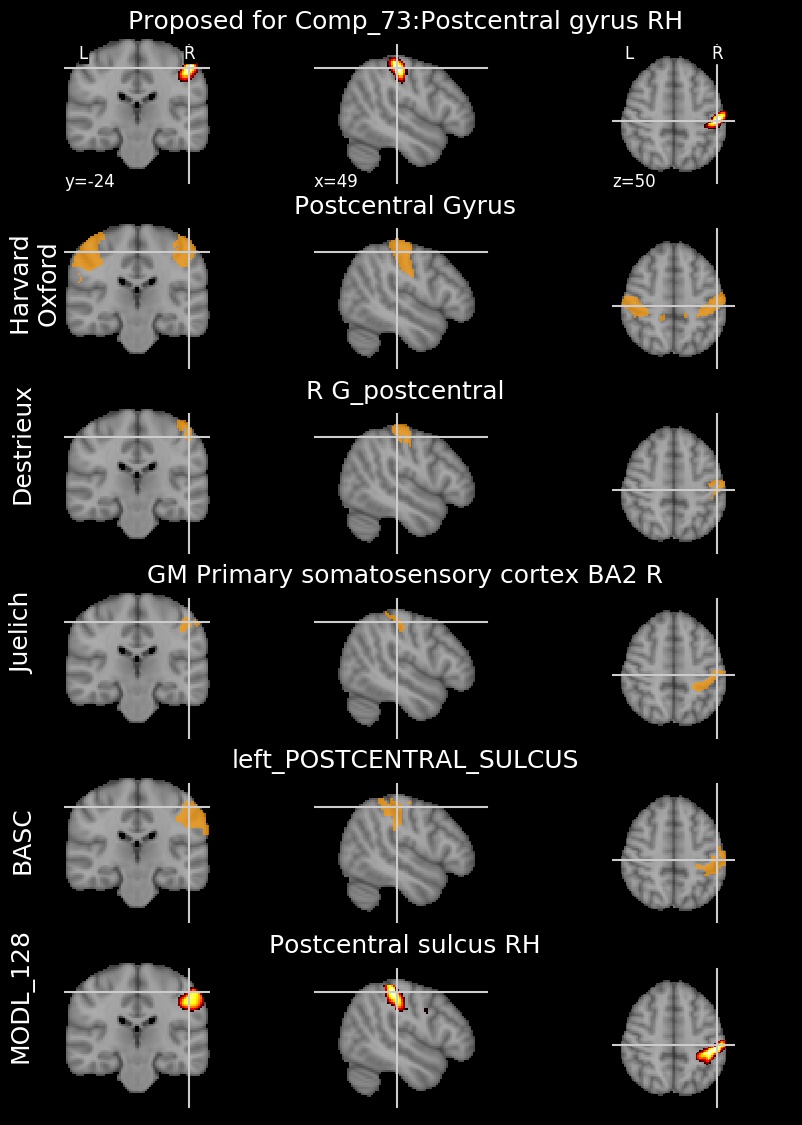 Proposed for Comp_73:Postcentral gyrus RH
L R L R
y=-24 x=49 z=50
Postcentral Gyrus
Harvard
Oxford
R G_postcentral
Destrieux
GM Primary somatosensory cortex BA2 R
Juelich
left_POSTCENTRAL_SULCUS
BASC
Postcentral sulcus RH
MODL_128